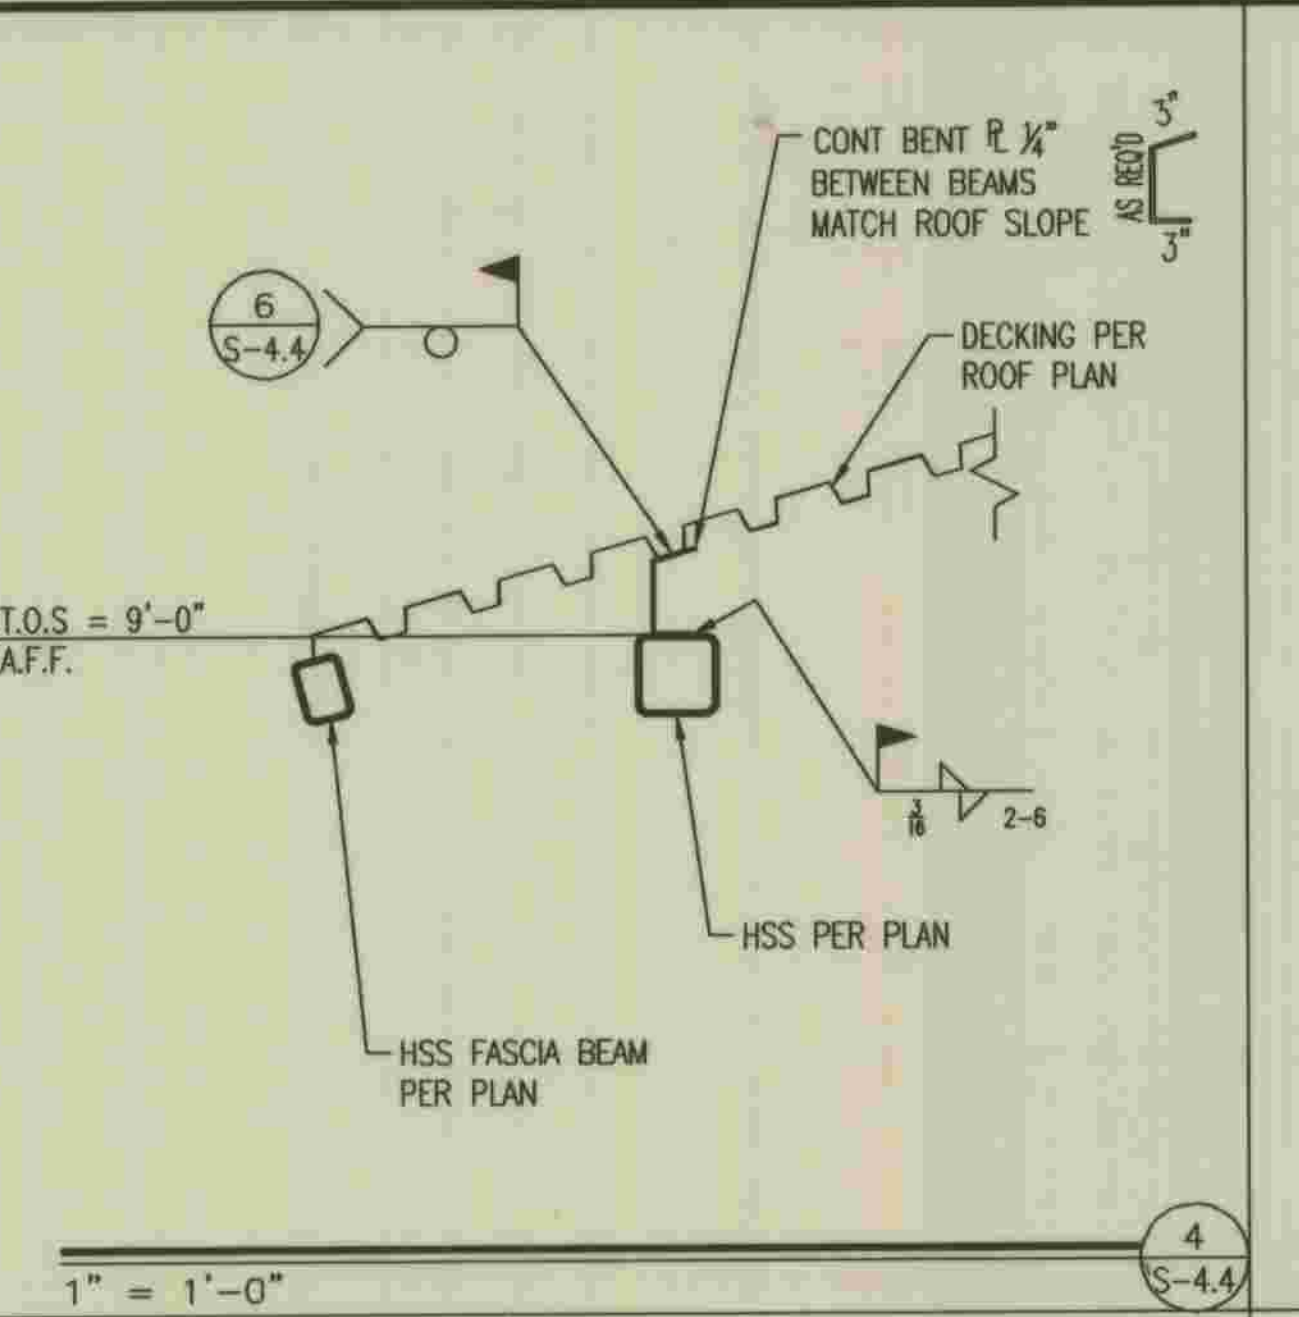 CONT BENT ℄ ¼"
BETWEEN BEAMS
MATCH ROOF SLOPE
3"
AS REQ'D
3"
6
S-4.4
DECKING PER
ROOF PLAN
T.O.S = 9'-0"
A.F.F.
3/16
2-6
HSS PER PLAN
HSS FASCIA BEAM
PER PLAN
4
S-4.4
1" = 1'-0"